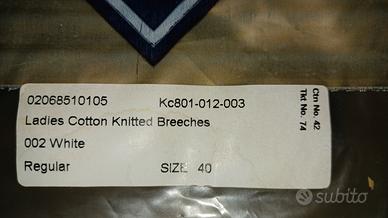 02068510105 Kc801-012-003
Ladies Cotton Knitted Breeches
002 White
Regular SIZE 40
Ctn No. 42
Tkt No. 74
subito